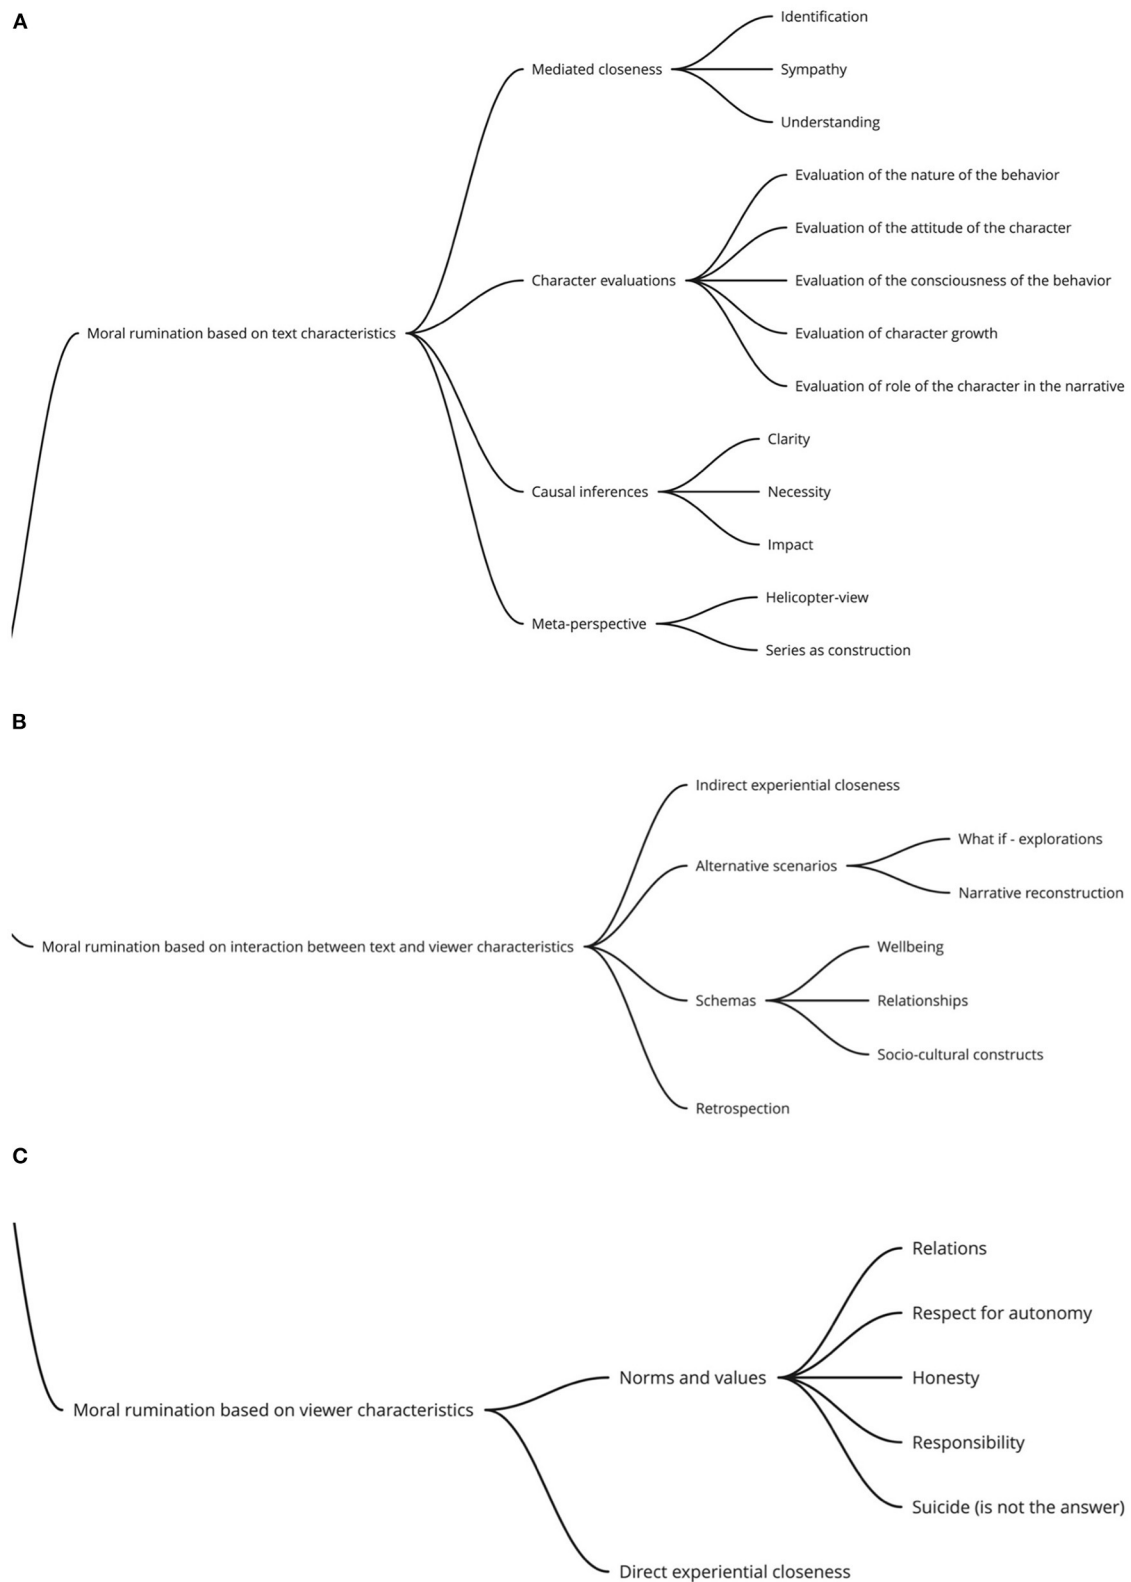 A
Identification
Mediated closeness
Sympathy
Understanding
Evaluation of the nature of the behavior
Evaluation of the attitude of the character
Character evaluations
Evaluation of the consciousness of the behavior
Moral rumination based on text characteristics
Evaluation of character growth
Evaluation of role of the character in the narrative
Clarity
Causal inferences
Necessity
Impact
Helicopter-view
Meta-perspective
Series as construction
B
Indirect experiential closeness
What if - explorations
Alternative scenarios
Narrative reconstruction
Moral rumination based on interaction between text and viewer characteristics
Wellbeing
Schemas
Relationships
Socio-cultural constructs
Retrospection
C
Relations
Respect for autonomy
Norms and values
Honesty
Moral rumination based on viewer characteristics
Responsibility
Suicide (is not the answer)
Direct experiential closeness